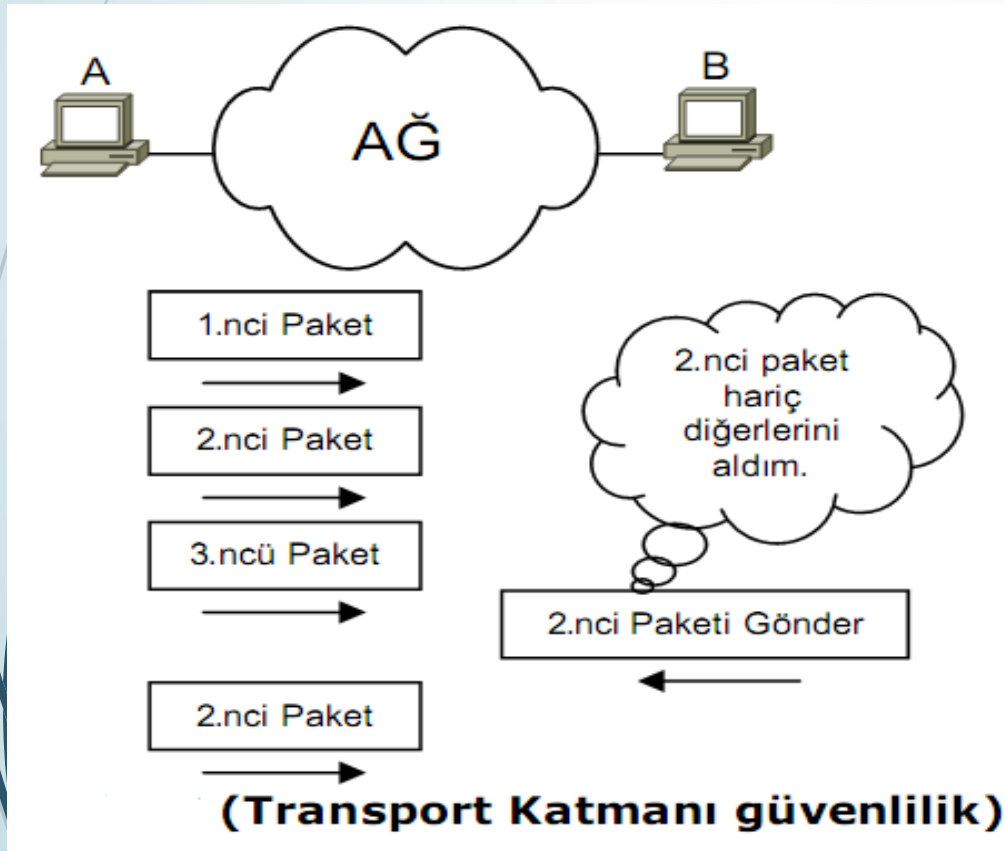 A
B
AĞ
1.nci Paket
2.nci Paket
3.ncü Paket
2.nci paket
hariç
diğerlerini
aldım.
2.nci Paketi Gönder
2.nci Paket
(Transport Katmanı güvenlilik)